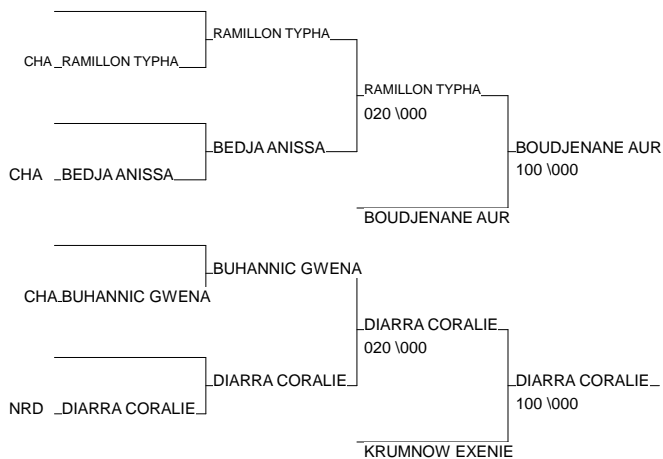 RAMILLON TYPHA
CHA RAMILLON TYPHA
RAMILLON TYPHA
020 \000
BEDJA ANISSA
BOUDJENANE AUR
100 \000
CHA BEDJA ANISSA
BOUDJENANE AUR
BUHANNIC GWENA
CHA BUHANNIC GWENA
DIARRA CORALIE
020 \000
DIARRA CORALIE
DIARRA CORALIE
100 \000
NRD DIARRA CORALIE
KRUMNOW EXENIE